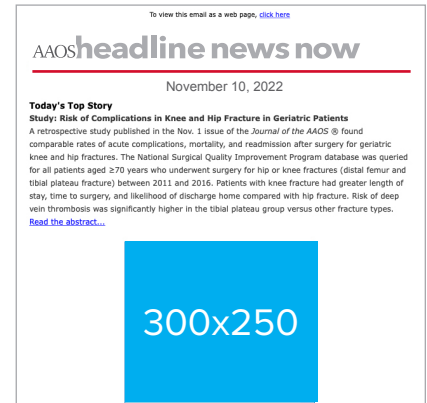 To view this email as a web page, click here
AAOSheadline news now
November 10, 2022
Today's Top Story
Study: Risk of Complications in Knee and Hip Fracture in Geriatric Patients
A retrospective study published in the Nov. 1 issue of the Journal of the AAOS ® found
comparable rates of acute complications, mortality, and readmission after surgery for geriatric
knee and hip fractures. The National Surgical Quality Improvement Program database was queried
for all patients aged ≥70 years who underwent surgery for hip or knee fractures (distal femur and
tibial plateau fracture) between 2011 and 2016. Patients with knee fracture had greater length of
stay, time to surgery, and likelihood of discharge home compared with hip fracture. Risk of deep
vein thrombosis was significantly higher in the tibial plateau group versus other fracture types.
Read the abstract...
300x250